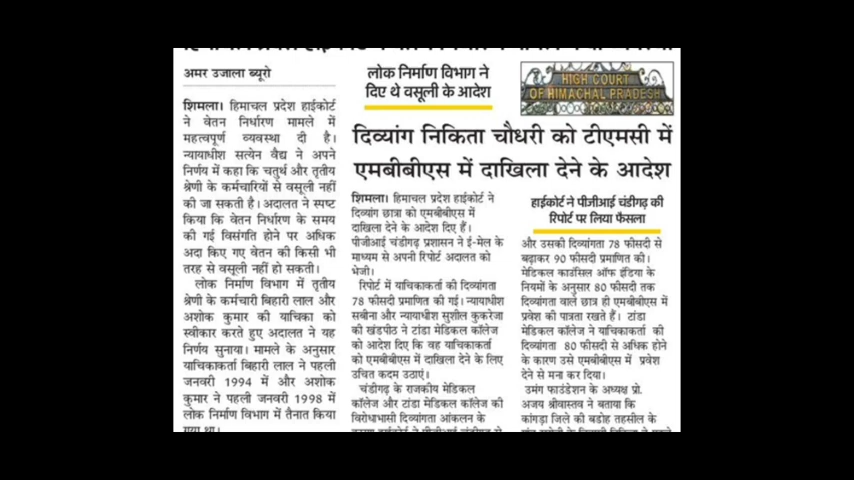 अमर उजाला ब्यूरो
शिमला। हिमाचल प्रदेश हाईकोर्ट
ने वेतन निर्धारण मामले में
महत्वपूर्ण व्यवस्था दी है।
न्यायाधीश सत्येन वैद्य ने अपने
निर्णय में कहा कि चतुर्थ और तृतीय
श्रेणी के कर्मचारियों से वसूली नहीं
की जा सकती है। अदालत ने स्पष्ट
किया कि वेतन निर्धारण के समय
की गई विसंगति होने पर अधिक
अदा किए गए वेतन की किसी भी
तरह से वसूली नहीं हो सकती।
लोक निर्माण विभाग में तृतीय
श्रेणी के कर्मचारी बिहारी लाल और
अशोक कुमार की याचिका को
स्वीकार करते हुए अदालत ने यह
निर्णय सुनाया। मामले के अनुसार
याचिकाकर्ता बिहारी लाल ने पहली
जनवरी 1994 में और अशोक
कुमार ने पहली जनवरी 1998 में
लोक निर्माण विभाग में तैनात किया
गया था।
लोक निर्माण विभाग ने
दिए थे वसूली के आदेश
HIGH COURT
OF HIMACHAL PRADESH
दिव्यांग निकिता चौधरी को टीएमसी में
एमबीबीएस में दाखिला देने के आदेश
शिमला। हिमाचल प्रदेश हाईकोर्ट ने
दिव्यांग छात्रा को एमबीबीएस में
दाखिला देने के आदेश दिए हैं।
पीजीआई चंडीगढ़ प्रशासन ने ई-मेल के
माध्यम से अपनी रिपोर्ट अदालत को
भेजी।
रिपोर्ट में याचिकाकर्ता की दिव्यांगता
78 फीसदी प्रमाणित की गई। न्यायाधीश
सबीना और न्यायाधीश सुशील कुकरेजा
की खंडपीठ ने टांडा मेडिकल कॉलेज
को आदेश दिए कि वह याचिकाकर्ता
को एमबीबीएस में दाखिला देने के लिए
उचित कदम उठाएं।
चंडीगढ़ के राजकीय मेडिकल
कॉलेज और टांडा मेडिकल कॉलेज की
विरोधाभासी दिव्यांगता आंकलन के
कारण हाईकोर्ट ने पीजीआई चंडीगढ़ से
हाईकोर्ट ने पीजीआई चंडीगढ़ की
रिपोर्ट पर लिया फैसला
और उसकी दिव्यांगता 78 फीसदी से
बढ़ाकर 90 फीसदी प्रमाणित की।
मेडिकल काउंसिल ऑफ इंडिया के
नियमों के अनुसार 80 फीसदी तक
दिव्यांगता वाले छात्र ही एमबीबीएस में
प्रवेश की पात्रता रखते हैं। टांडा
मेडिकल कॉलेज ने याचिकाकर्ता की
दिव्यांगता 80 फीसदी से अधिक होने
के कारण उसे एमबीबीएस में प्रवेश
देने से मना कर दिया।
उमंग फाउंडेशन के अध्यक्ष प्रो.
अजय श्रीवास्तव ने बताया कि
कांगड़ा जिले की बडोह तहसील के